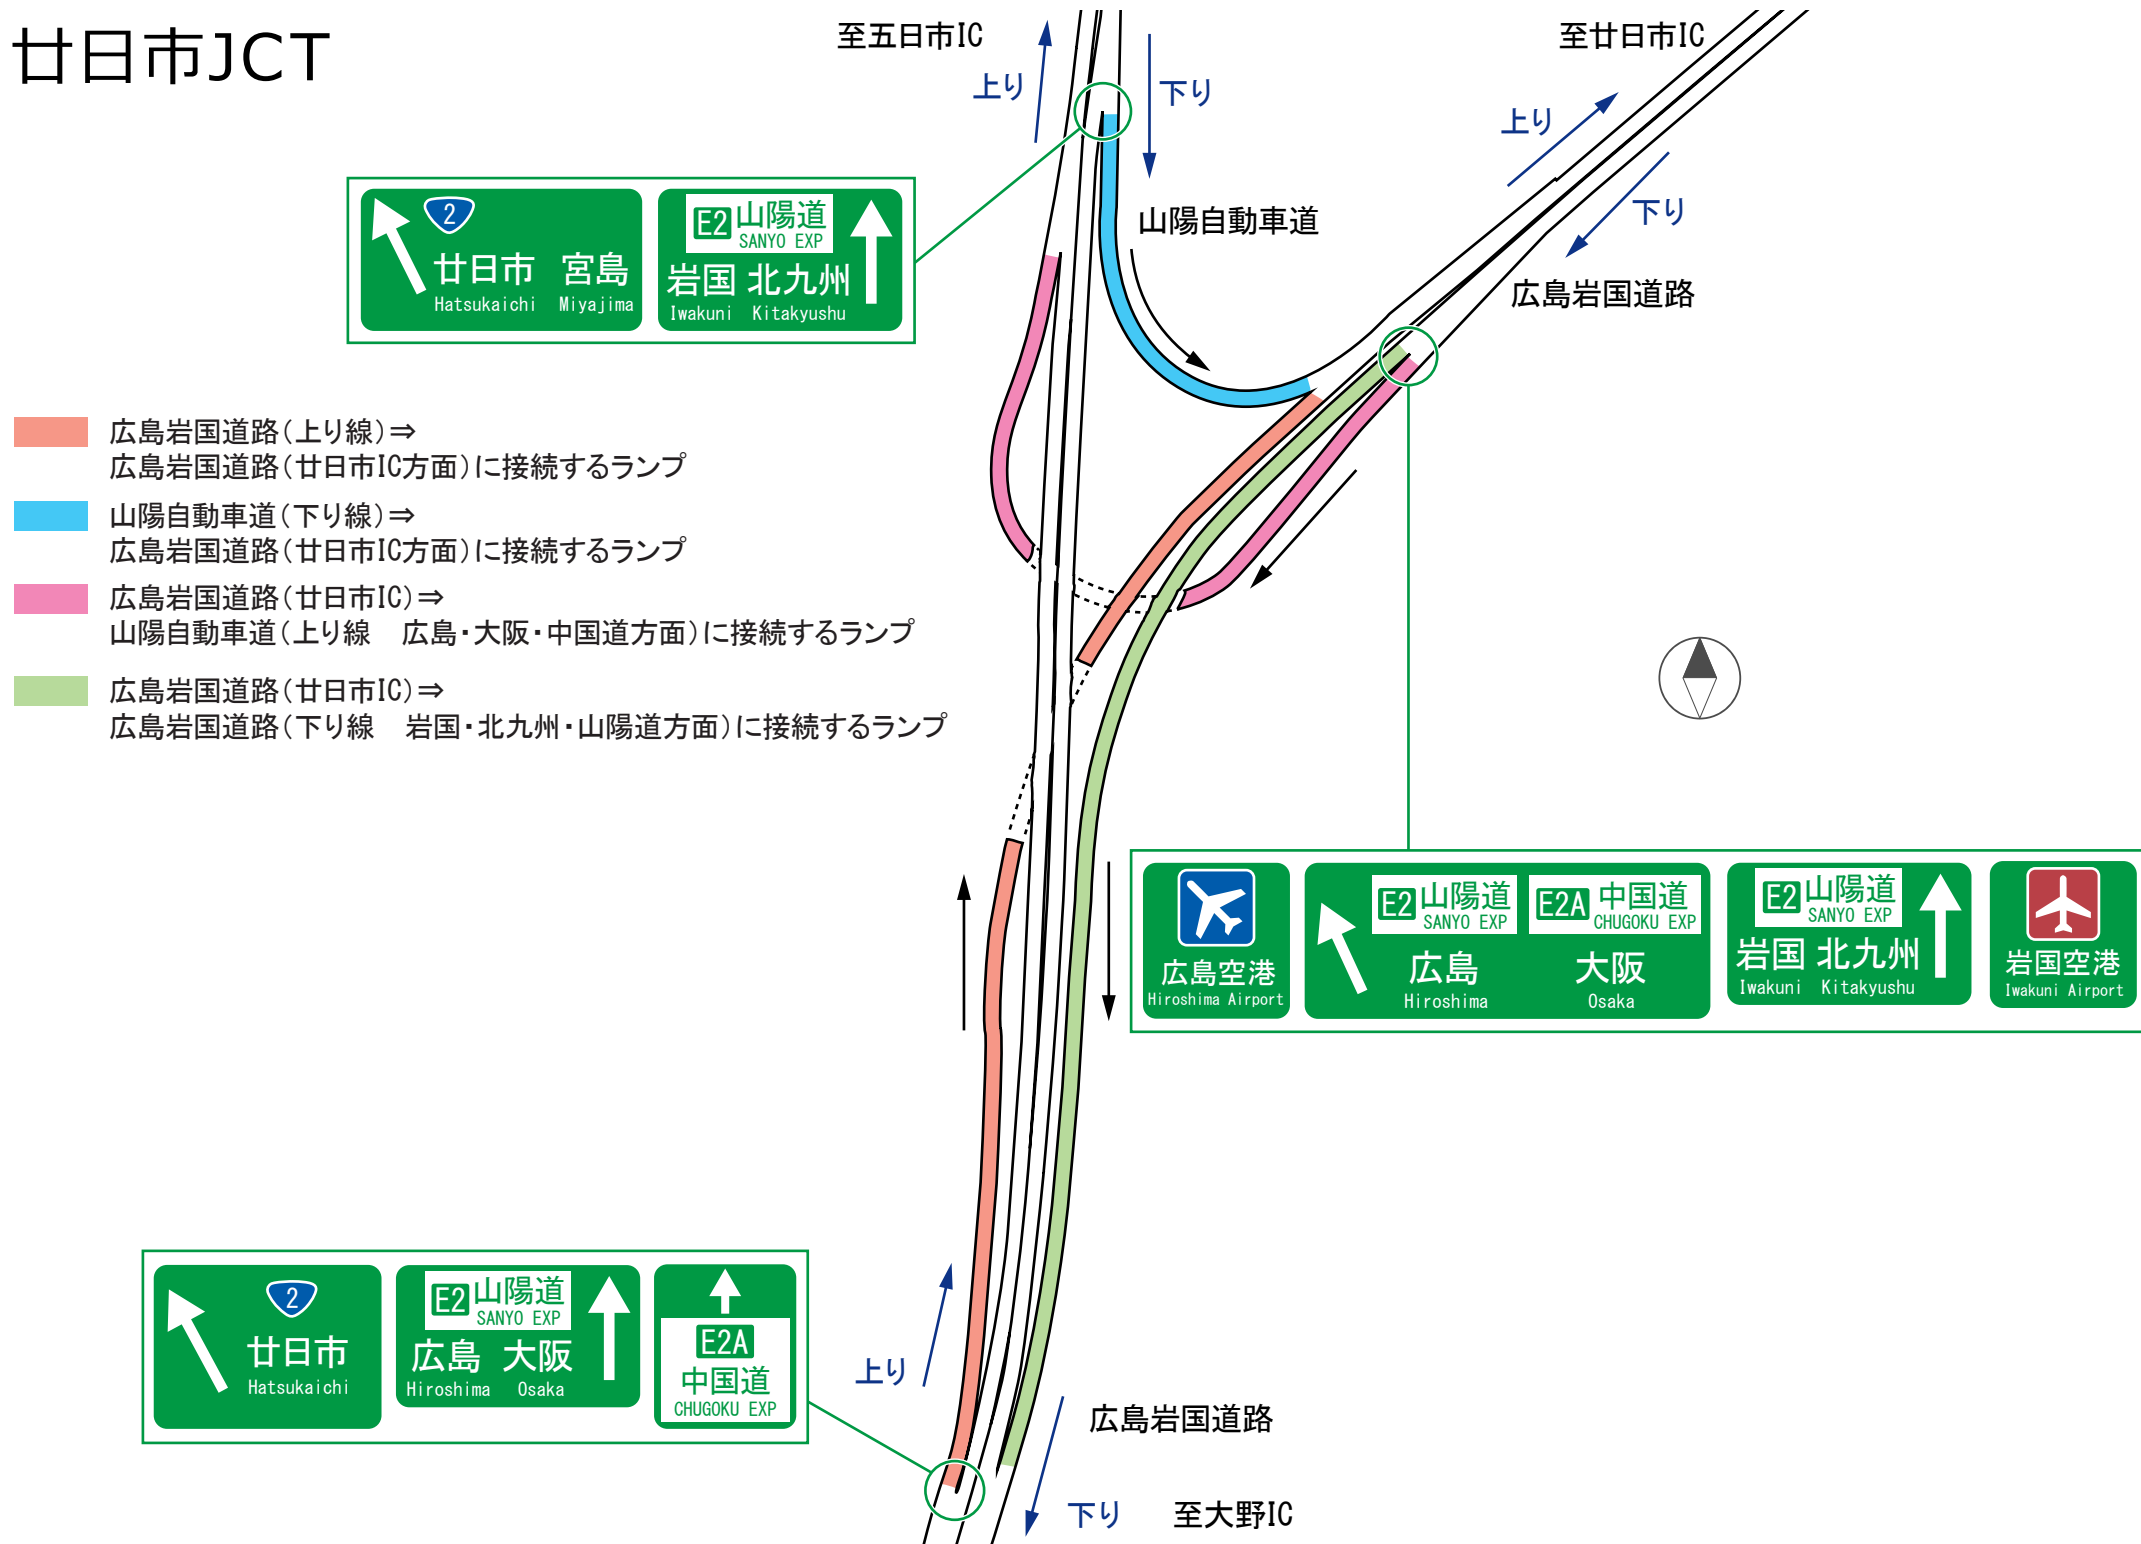 廿日市JCT
至五日市IC
至廿日市IC
上り
下り
上り
下り
山陽自動車道
広島岩国道路
2
廿日市 宮島
Hatsukaichi Miyajima
E2 山陽道
SANYO EXP
岩国 北九州
Iwakuni Kitakyushu
広島岩国道路（上り線）⇒
広島岩国道路（廿日市IC方面）に接続するランプ
山陽自動車道（下り線）⇒
広島岩国道路（廿日市IC方面）に接続するランプ
広島岩国道路（廿日市IC）⇒
山陽自動車道（上り線　広島・大阪・中国道方面）に接続するランプ
広島岩国道路（廿日市IC）⇒
広島岩国道路（下り線　岩国・北九州・山陽道方面）に接続するランプ
広島空港
Hiroshima Airport
E2 山陽道
SANYO EXP
E2A 中国道
CHUGOKU EXP
広島 大阪
Hiroshima Osaka
E2 山陽道
SANYO EXP
岩国 北九州
Iwakuni Kitakyushu
岩国空港
Iwakuni Airport
2
廿日市
Hatsukaichi
E2 山陽道
SANYO EXP
広島 大阪
Hiroshima Osaka
E2A
中国道
CHUGOKU EXP
上り
広島岩国道路
下り
至大野IC